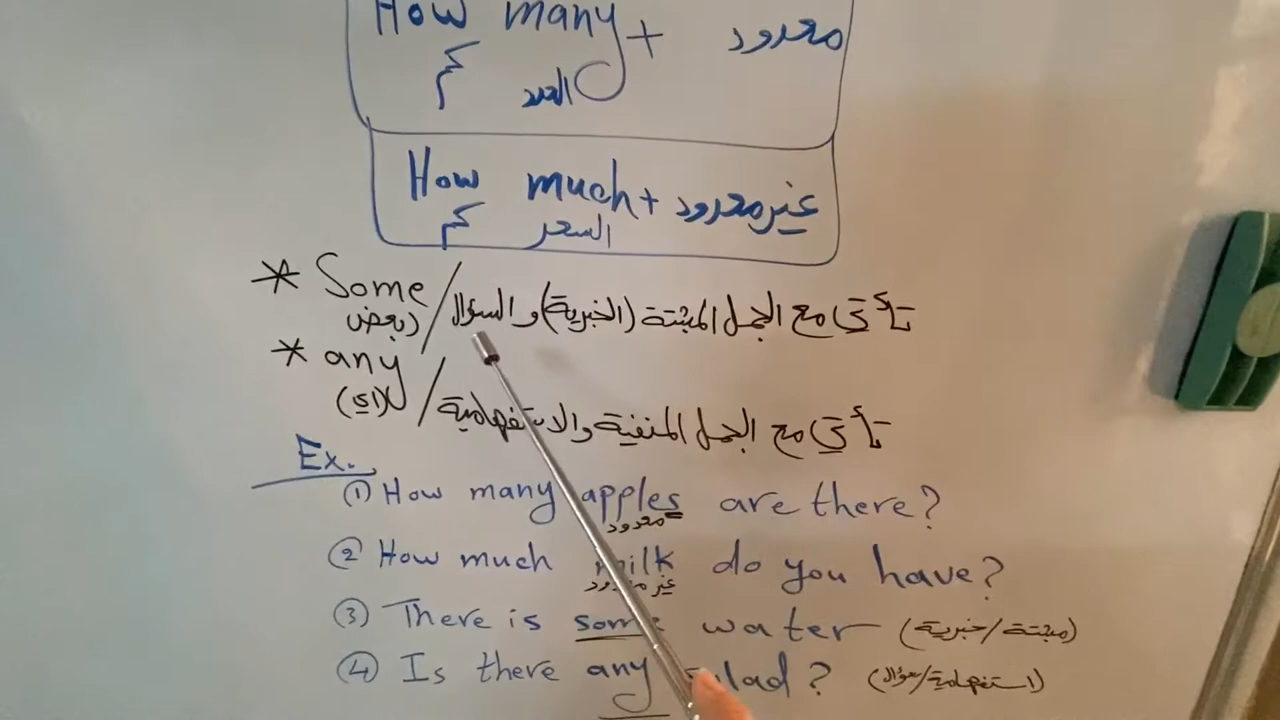 How many + معدود
كم العدد
How much + غير معدود
كم السعر
* Some / تأتي مع الجمل المثبتة (الخبرية) والسؤال
(بعض
* any / تأتي مع الجمل المنفية والاستفهامية
(اي)
Ex.
① How many apples are there?
معدود
② How much milk do you have?
غير معدود
③ There is some water (مثبتة/خبرية)
④ Is there any salad? (استفهامية/سؤال)